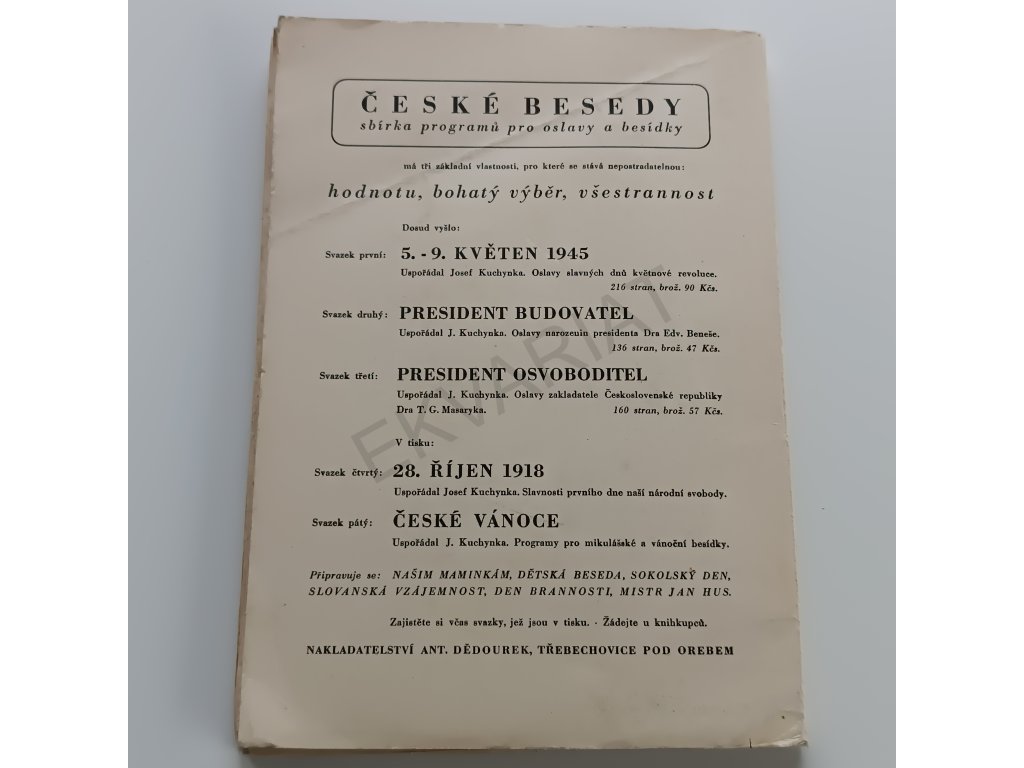 ČESKÉ BESEDY
sbírka programů pro oslavy a besídky
má tři základní vlastnosti, pro které se stává nepostradatelnou:
hodnotu, bohatý výběr, všestrannost
Dosud vyšlo:
Svazek první: 5. - 9. KVĚTEN 1945
Uspořádal Josef Kuchynka. Oslavy slavných dnů květnové revoluce.
216 stran, brož. 90 Kčs.
Svazek druhý: PRESIDENT BUDOVATEL
Uspořádal J. Kuchynka. Oslavy narozenin presidenta Dra Edv. Beneše.
136 stran, brož. 47 Kčs.
Svazek třetí: PRESIDENT OSVOBODITEL
Uspořádal J. Kuchynka. Oslavy zakladatele Československé republiky
Dra T. G. Masaryka. 160 stran, brož. 57 Kčs.
V tisku:
Svazek čtvrtý: 28. ŘÍJEN 1918
Uspořádal Josef Kuchynka. Slavnosti prvního dne naší národní svobody.
Svazek pátý: ČESKÉ VÁNOCE
Uspořádal J. Kuchynka. Programy pro mikulášské a vánoční besídky.
Připravuje se: NAŠIM MAMINKÁM, DĚTSKÁ BESEDA, SOKOLSKÝ DEN,
SLOVANSKÁ VZÁJEMNOST, DEN BRANNOSTI, MISTR JAN HUS.
Zajistěte si včas svazky, jež jsou v tisku. - Žádejte u knihkupců.
NAKLADATELSTVÍ ANT. DĚDOUREK, TŘEBECHOVICE POD OREBEM
EKVARIAT